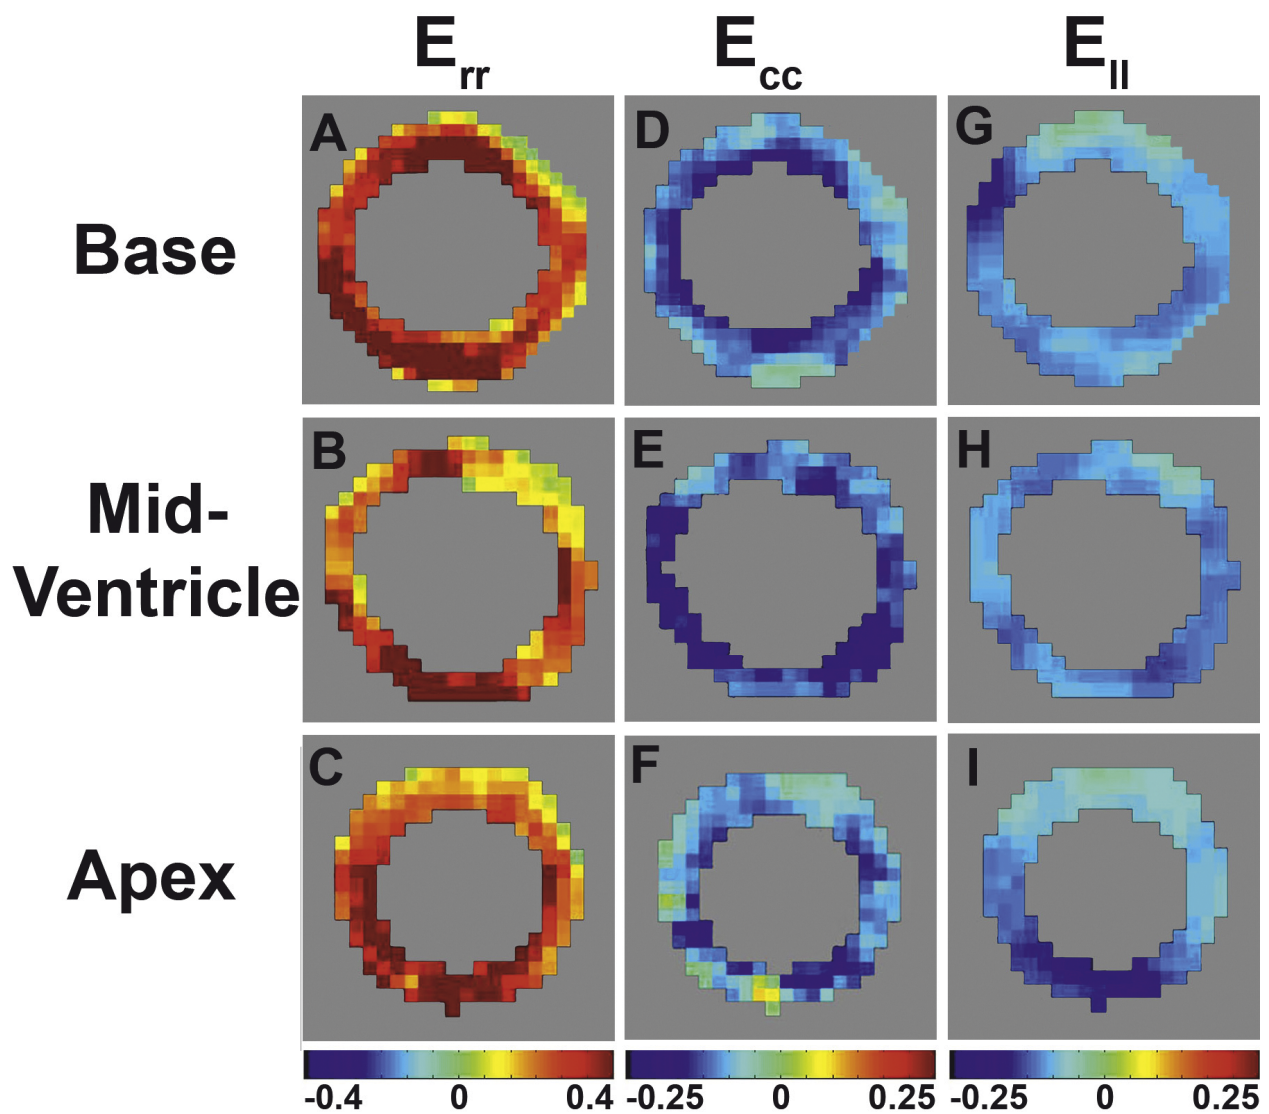 Err Ecc Ell
A D G
Base
B E H
Mid-
Ventricle
C F I
Apex
-0.4 0 0.4 -0.25 0 0.25 -0.25 0 0.25